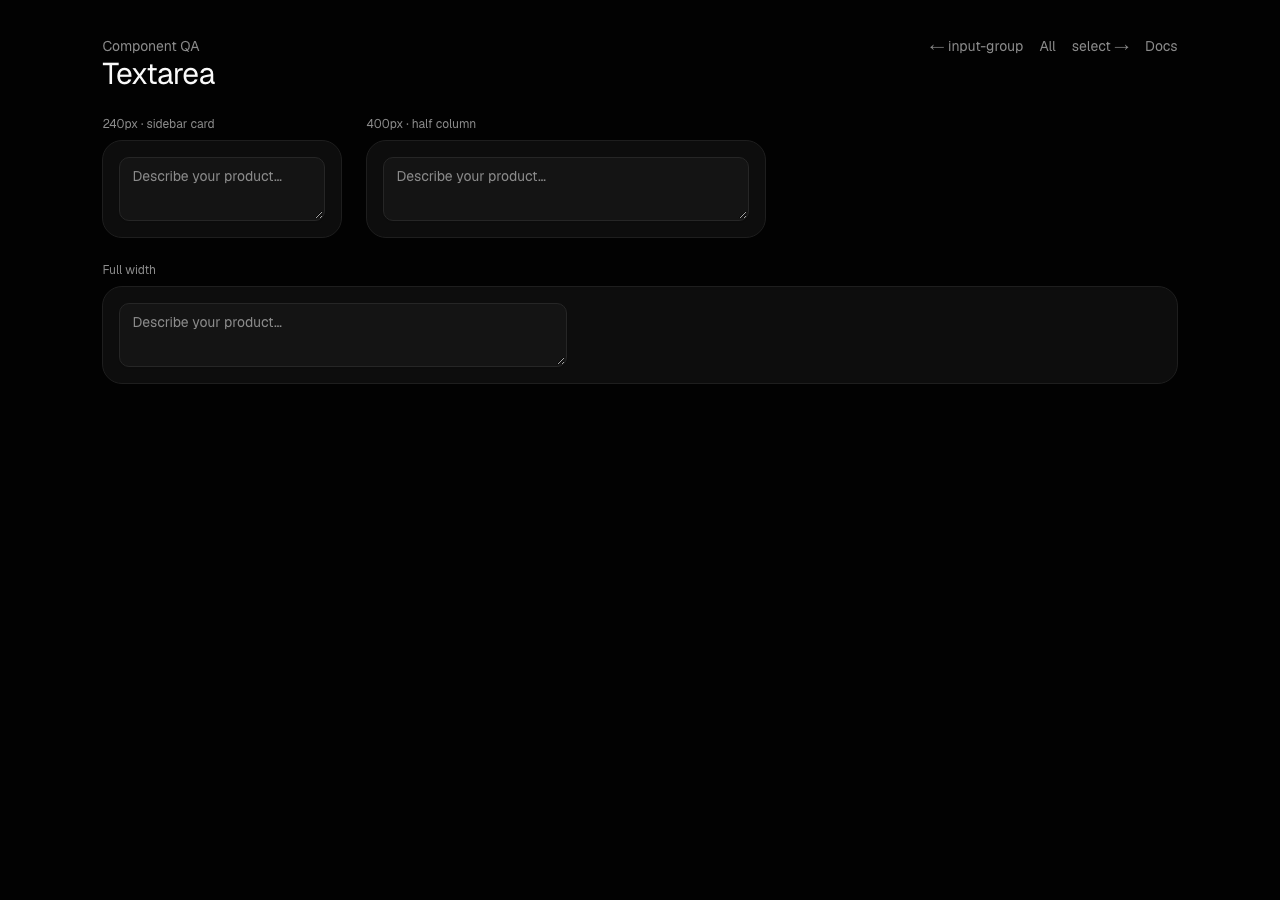 Component QA
← input-group All select → Docs
Textarea
240px · sidebar card
400px · half column
Describe your product...
Describe your product...
Full width
Describe your product...